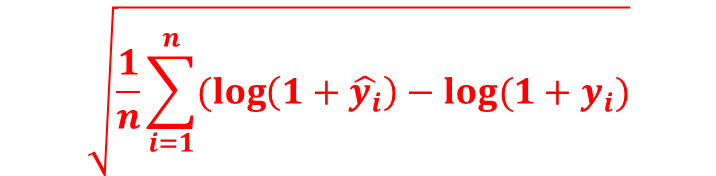 √(1/n ∑_{i=1}^{n} (log(1 + ŷ_i) − log(1 + y_i)